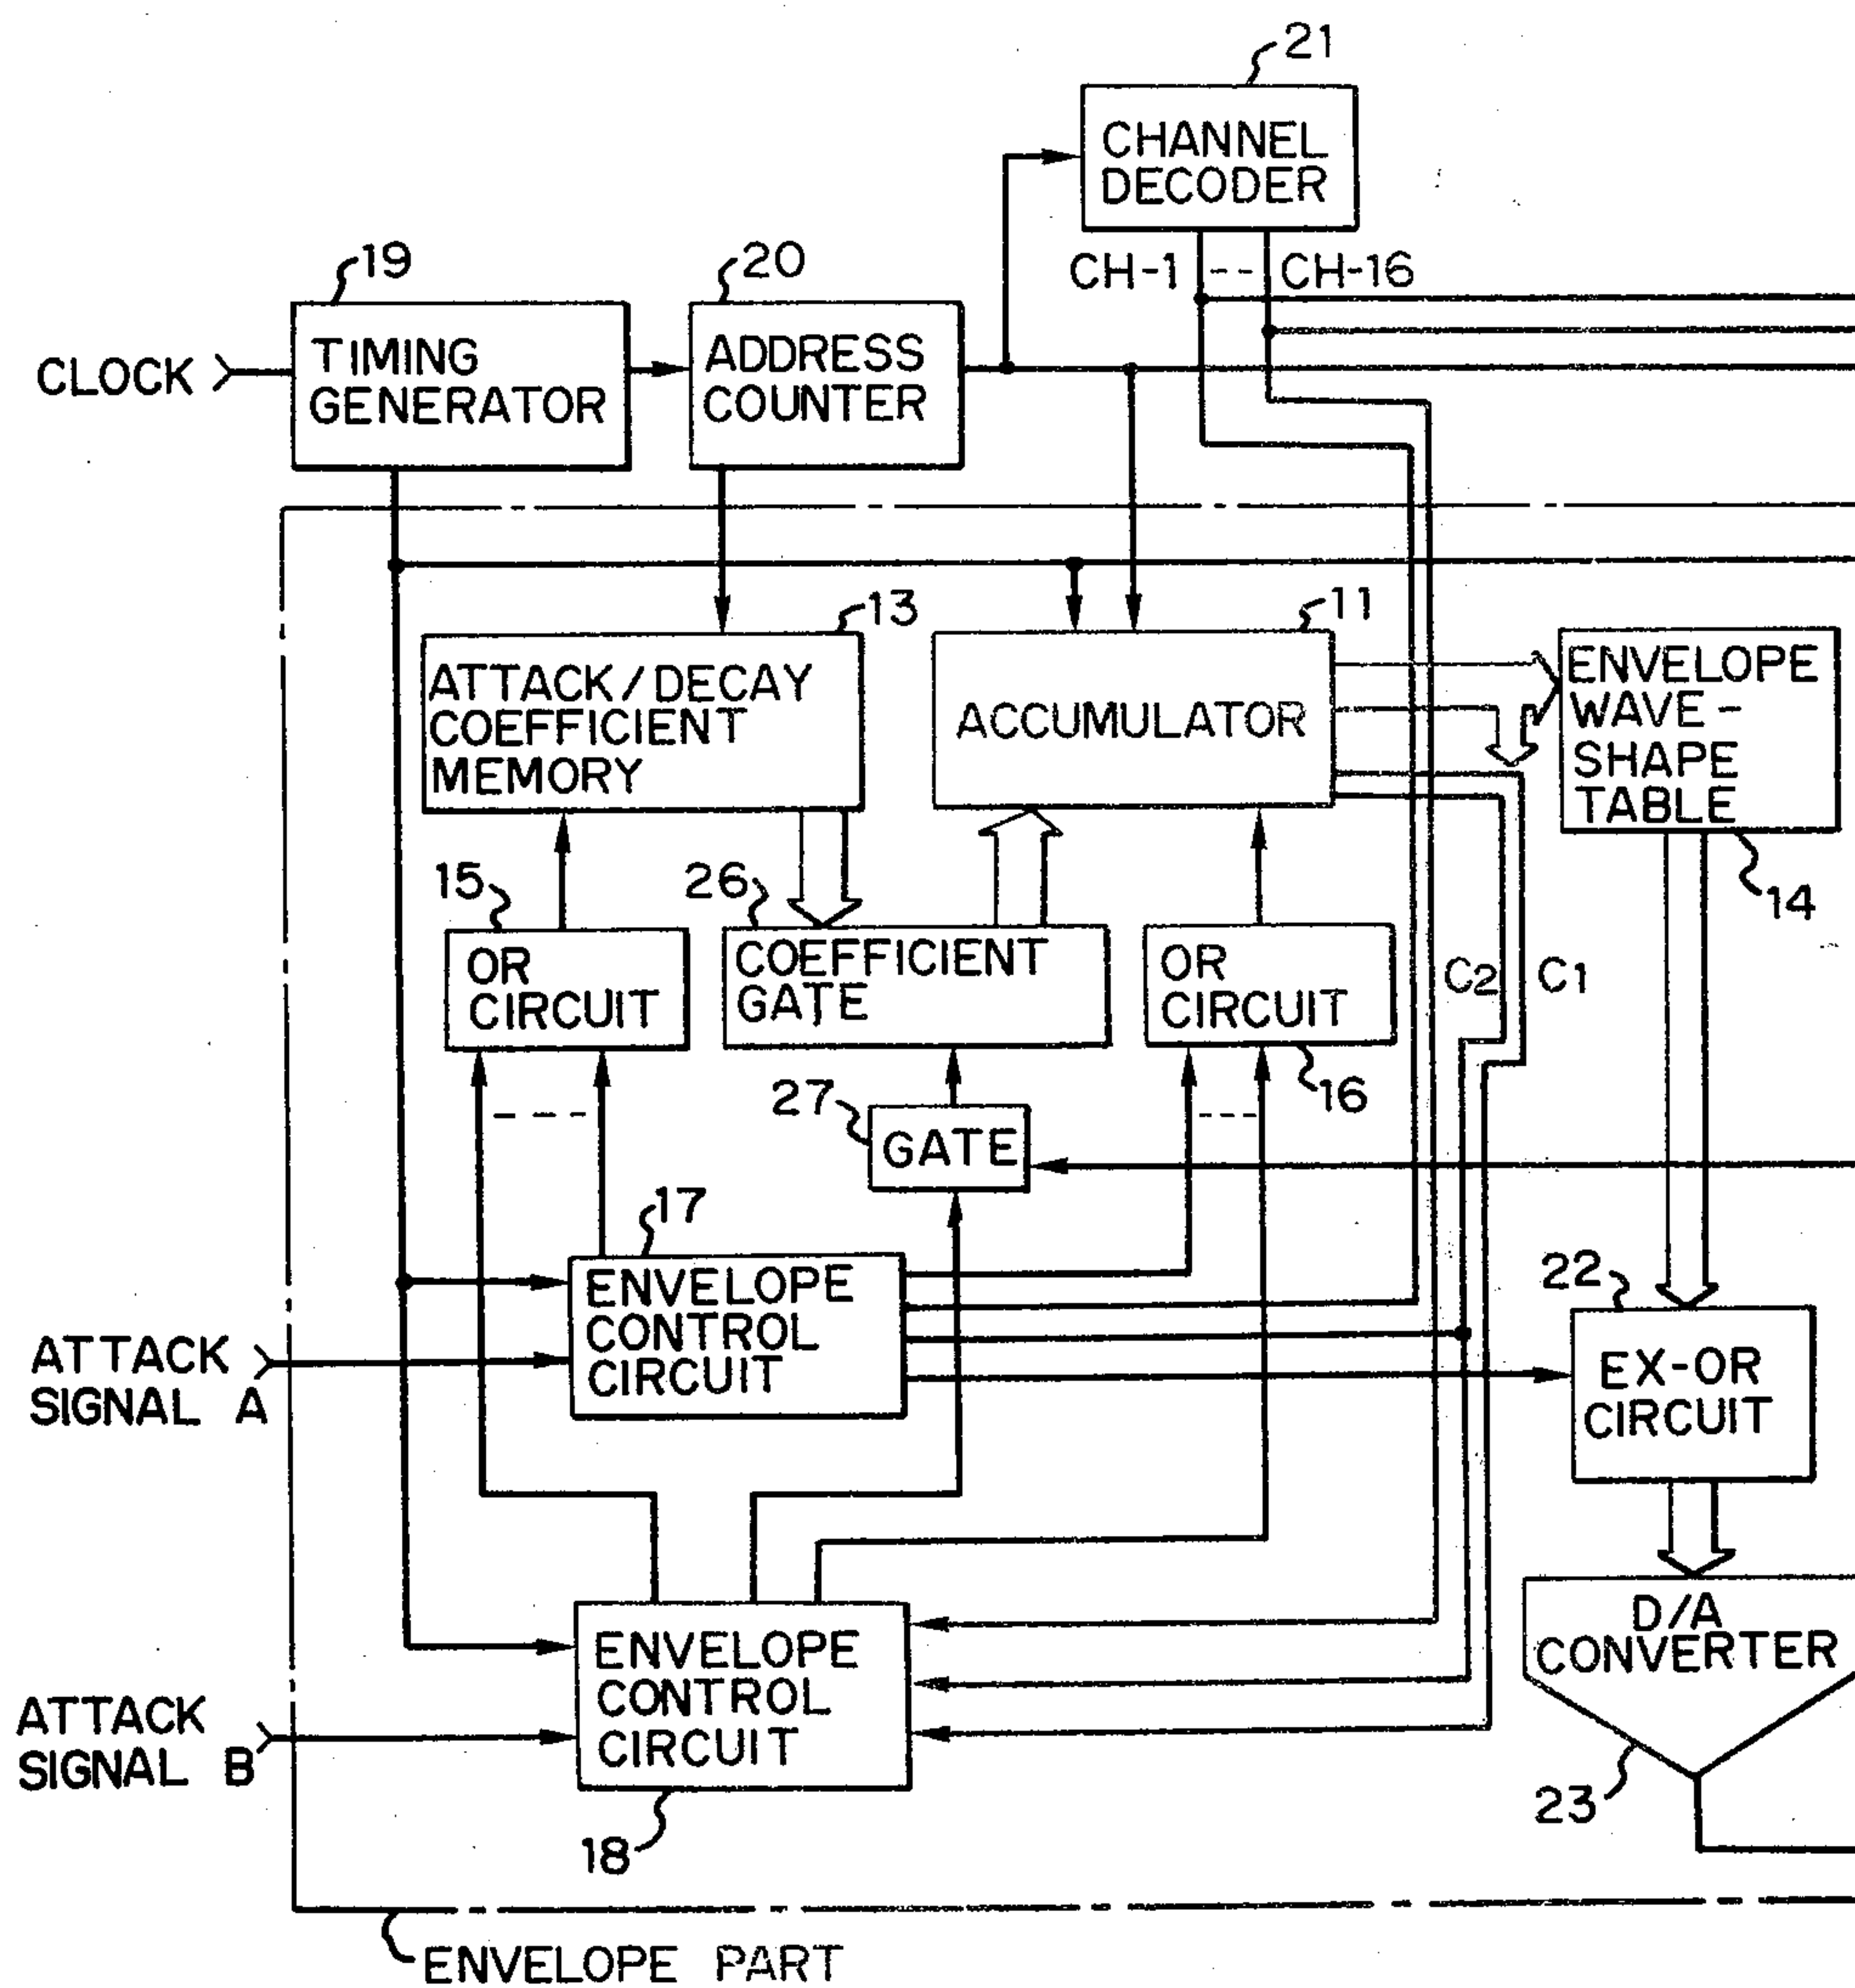 21
CHANNEL
DECODER
CH-1 -- CH-16
19
20
CLOCK
TIMING
GENERATOR
ADDRESS
COUNTER
13
11
ATTACK/DECAY
COEFFICIENT
MEMORY
ACCUMULATOR
ENVELOPE
WAVE-
SHAPE
TABLE
14
15
26
OR
CIRCUIT
COEFFICIENT
GATE
OR
CIRCUIT
C2
C1
16
27
GATE
17
22
ENVELOPE
CONTROL
CIRCUIT
ATTACK
SIGNAL A
EX-OR
CIRCUIT
ENVELOPE
CONTROL
CIRCUIT
D/A
CONVERTER
ATTACK
SIGNAL B
23
18
ENVELOPE PART